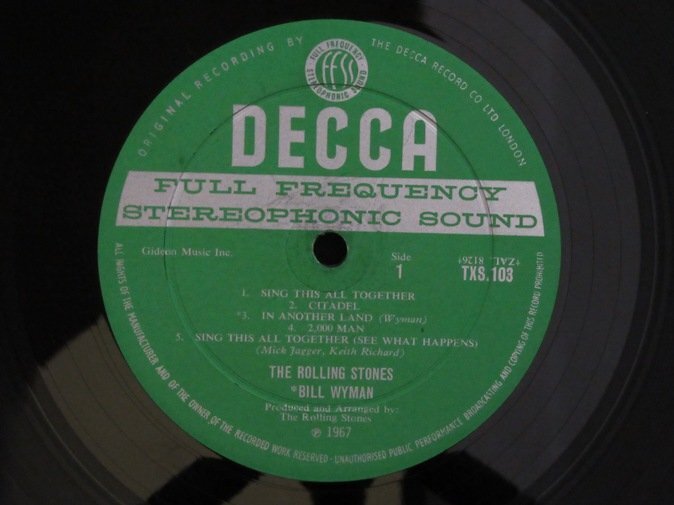 ORIGINAL RECORDING BY
THE DECCA RECORD CO LTD LONDON
FULL FREQUENCY
FFSS
STEREOPHONIC SOUND
DECCA
FULL FREQUENCY
STEREOPHONIC SOUND
Gideon Music Inc.
Side
1
ZAL 8126
TXS.103
1. SING THIS ALL TOGETHER
2. CITADEL
*3. IN ANOTHER LAND (Wyman)
4. 2,000 MAN
5. SING THIS ALL TOGETHER (SEE WHAT HAPPENS)
(Mick Jagger, Keith Richard)
THE ROLLING STONES
*BILL WYMAN
Produced and Arranged by:
The Rolling Stones
℗ 1967
ALL RIGHTS OF THE MANUFACTURER AND OF THE OWNER OF THE RECORDED WORK RESERVED - UNAUTHORISED PUBLIC PERFORMANCE BROADCASTING AND COPYING OF THIS RECORD PROHIBITED